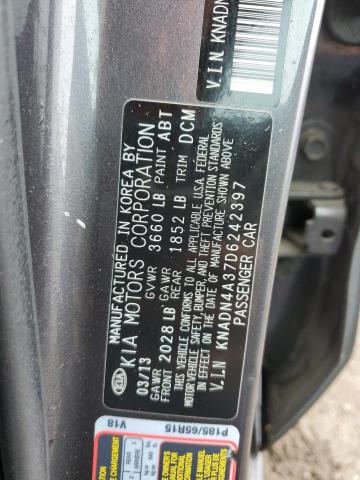 V.I.N KNADN
MANUFACTURED IN KOREA BY
KIA MOTORS CORPORATION
03/13 GVWR 3660 LB PAINT ABT
GAWR FRONT 2028 LB GAWR REAR 1852 LB TRIM DCM
THIS VEHICLE CONFORMS TO ALL APPLICABLE U.S.A. FEDERAL
MOTOR VEHICLE SAFETY, BUMPER, AND THEFT PREVENTION STANDARDS
IN EFFECT ON THE DATE OF MANUFACTURE SHOWN ABOVE
V.I.N KNADN4A37D6242397
PASSENGER CAR
KIA
P185/65R15
V18
REAR